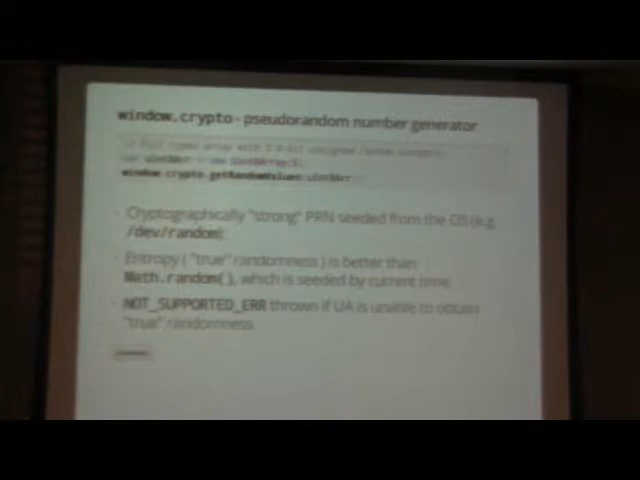 window.crypto - pseudorandom number generator
window.crypto.getRandomValues(uint8Arr);
Cryptographically "strong" PRN seeded from the OS (e.g.
/dev/random)
Entropy ( "true" randomness ) is better than
Math.random(), which is seeded by current time
NOT_SUPPORTED_ERR thrown if UA is unable to obtain
"true" randomness